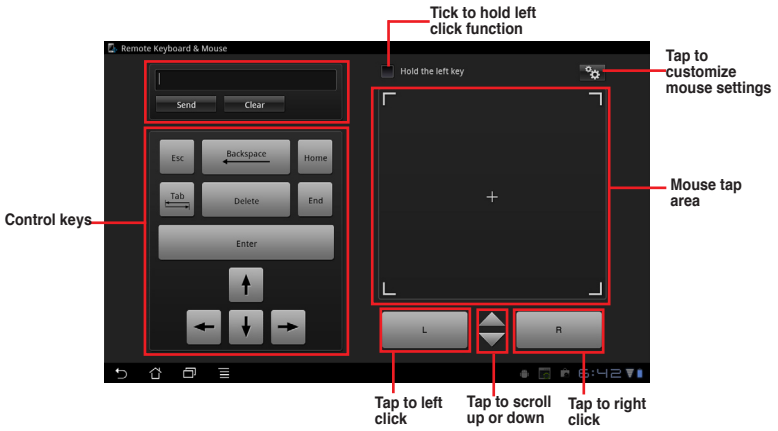 Tick to hold left
click function
Remote Keyboard & Mouse
Hold the left key
Tap to
customize
mouse settings
Send
Clear
Esc
Backspace
Home
Tab
Delete
End
Mouse tap
area
Control keys
Enter
L
R
6:42
Tap to left
click
Tap to scroll
up or down
Tap to right
click